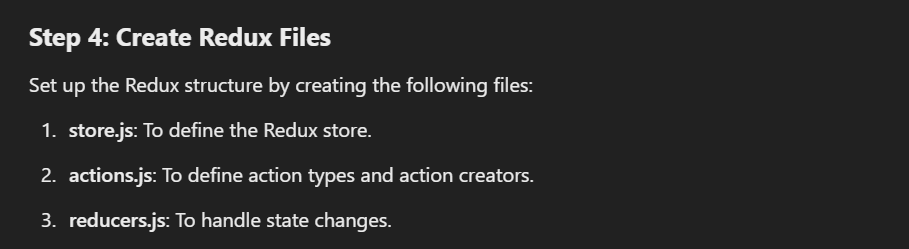 Step 4: Create Redux Files
Set up the Redux structure by creating the following files:
1. store.js: To define the Redux store.
2. actions.js: To define action types and action creators.
3. reducers.js: To handle state changes.